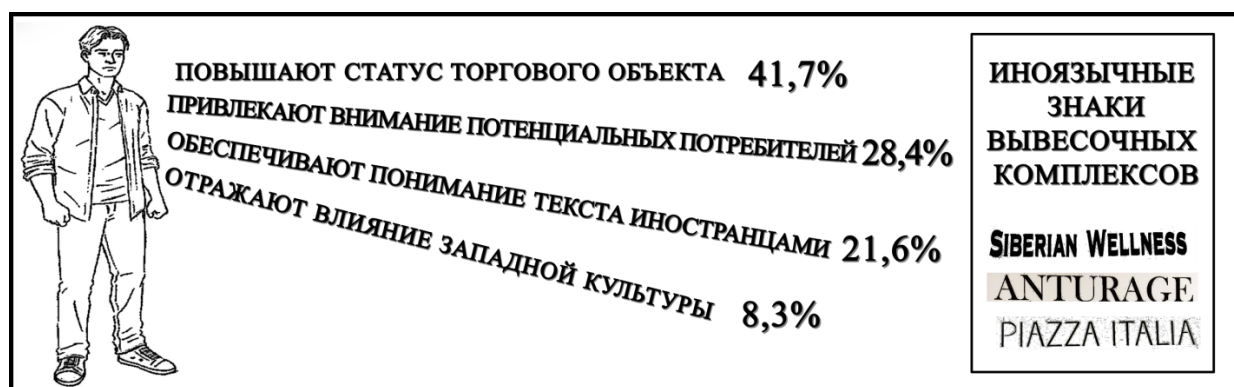 ПОВЫШАЮТ СТАТУС ТОРГОВОГО ОБЪЕКТА 41,7%
ПРИВЛЕКАЮТ ВНИМАНИЕ ПОТЕНЦИАЛЬНЫХ ПОТРЕБИТЕЛЕЙ 28,4%
ОБЕСПЕЧИВАЮТ ПОНИМАНИЕ ТЕКСТА ИНОСТРАНЦАМИ 21,6%
ОТРАЖАЮТ ВЛИЯНИЕ ЗАПАДНОЙ КУЛЬТУРЫ 8,3%
ИНОЯЗЫЧНЫЕ
ЗНАКИ
ВЫВЕСОЧНЫХ
КОМПЛЕКСОВ
SIBERIAN WELLNESS
ANTURAGE
PIAZZA ITALIA